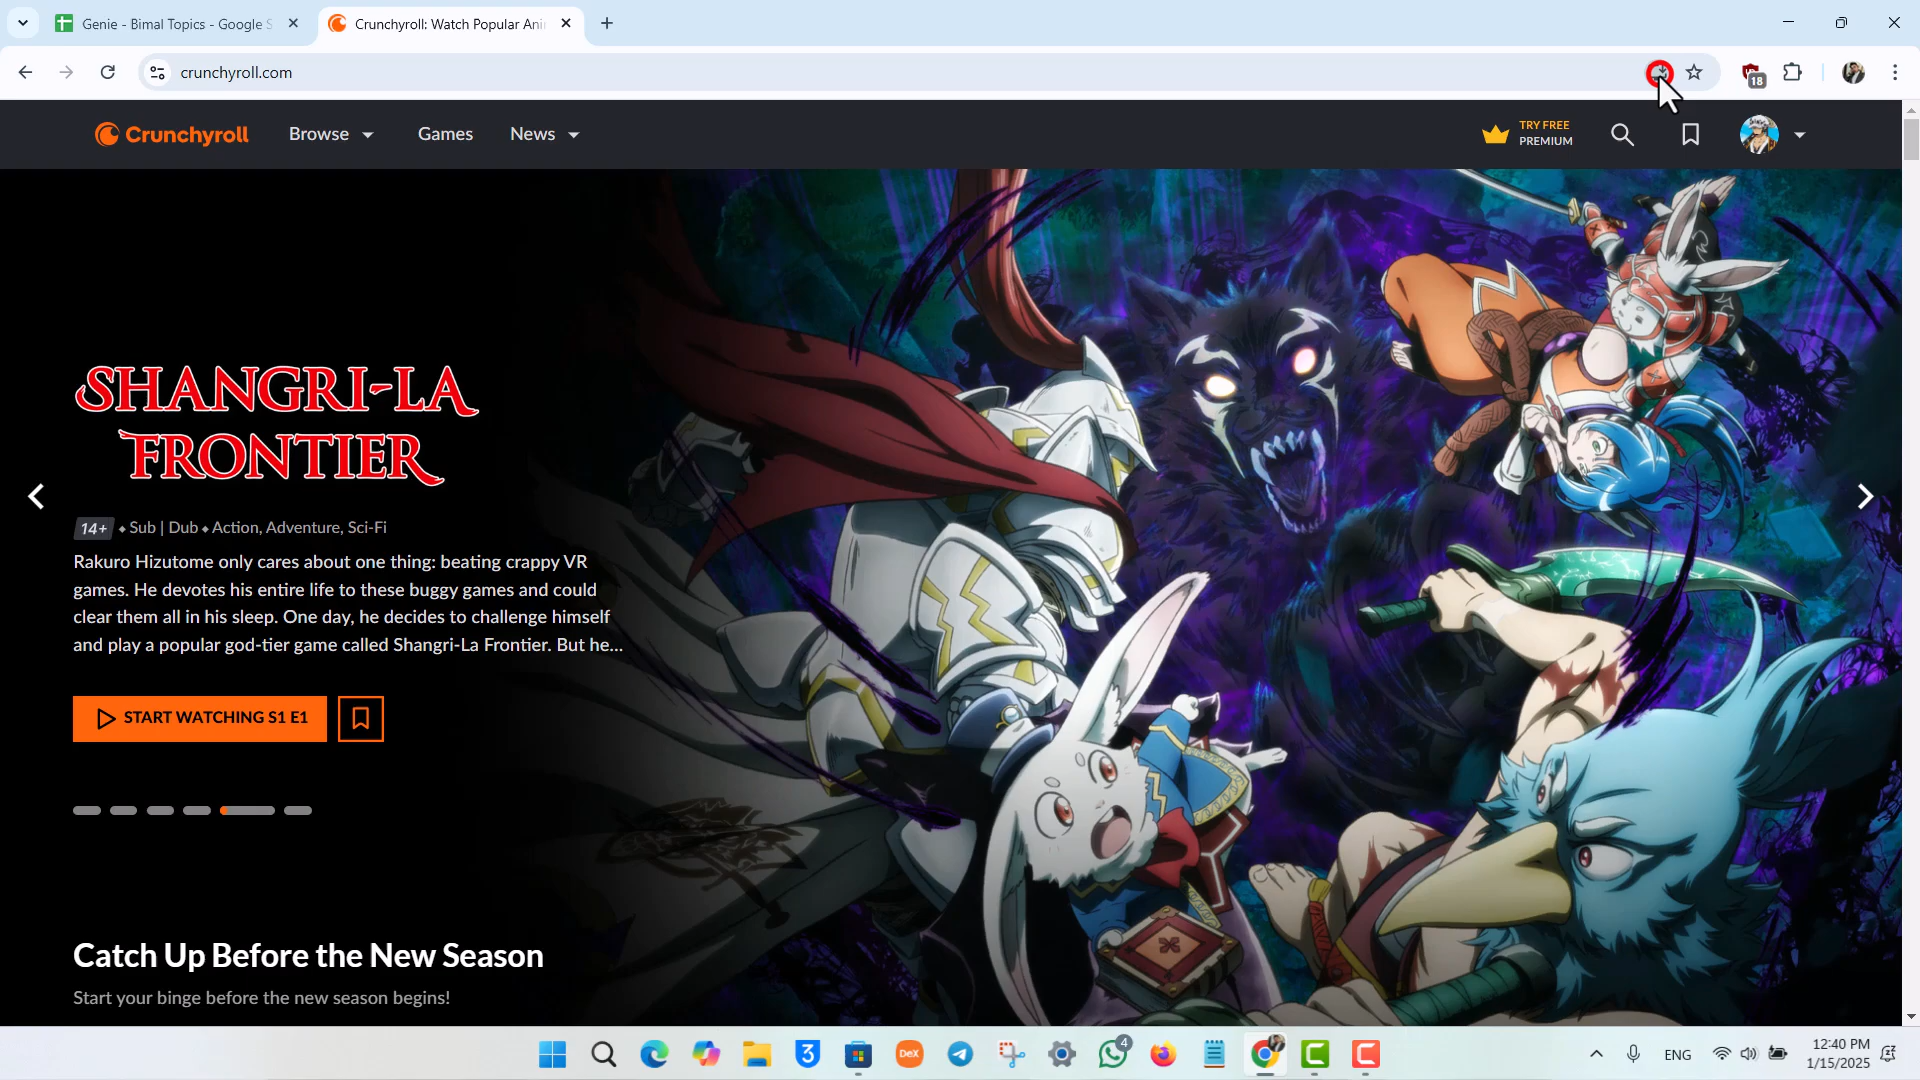 Genie - Bimal Topics - Google S
Crunchyroll: Watch Popular Ani
crunchyroll.com
18
Crunchyroll
Browse
Games
News
TRY FREE
PREMIUM
SHANGRI-LA
FRONTIER
14+ ◆ Sub | Dub ◆ Action, Adventure, Sci-Fi
Rakuro Hizutome only cares about one thing: beating crappy VR
games. He devotes his entire life to these buggy games and could
clear them all in his sleep. One day, he decides to challenge himself
and play a popular god-tier game called Shangri-La Frontier. But he...
START WATCHING S1 E1
Catch Up Before the New Season
Start your binge before the new season begins!
3
DeX
4
ENG
12:40 PM
1/15/2025